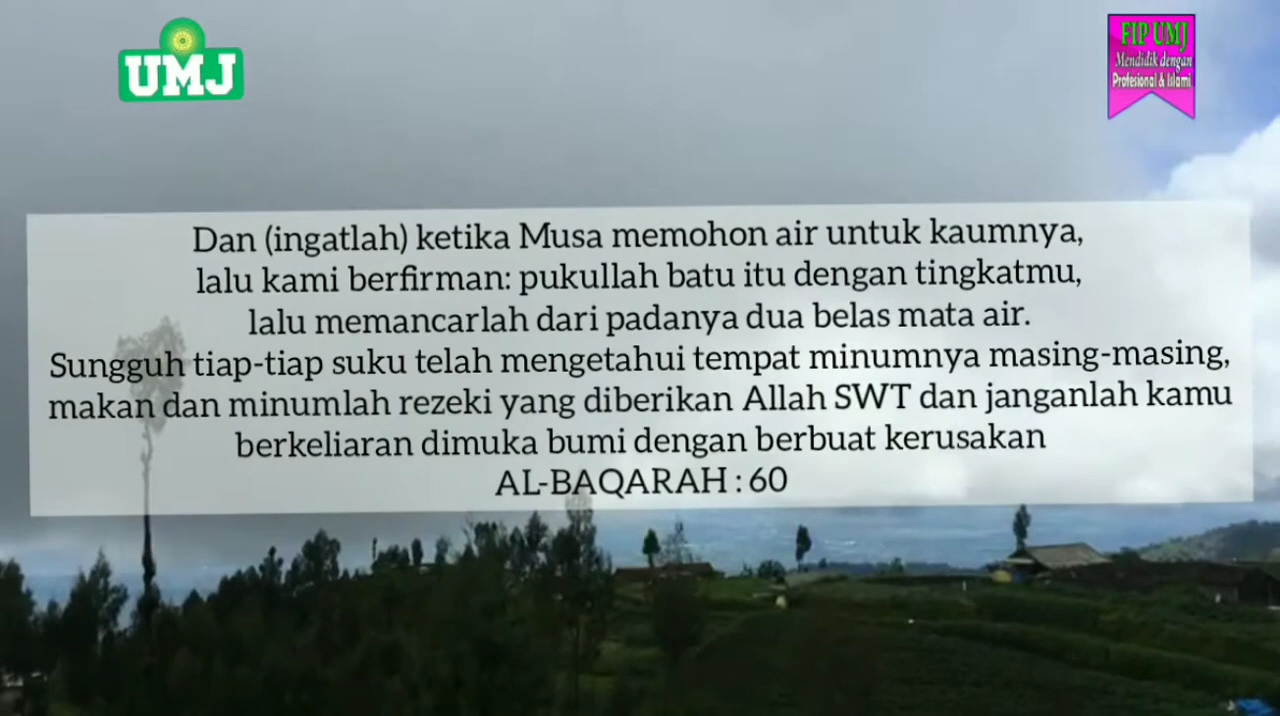 UMJ
FIP UMJ
Mendidik dengan
Profesional & Islami
Dan (ingatlah) ketika Musa memohon air untuk kaumnya,
lalu kami berfirman: pukullah batu itu dengan tingkatmu,
lalu memancarlah dari padanya dua belas mata air.
Sungguh tiap-tiap suku telah mengetahui tempat minumnya masing-masing,
makan dan minumlah rezeki yang diberikan Allah SWT dan janganlah kamu
berkeliaran dimuka bumi dengan berbuat kerusakan
AL-BAQARAH : 60